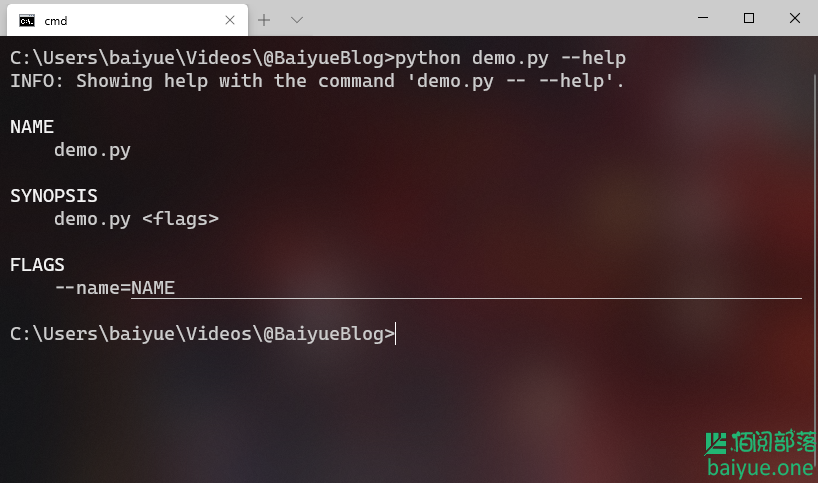 cmd
C:\Users\baiyue\Videos\@BaiyueBlog>python demo.py --help
INFO: Showing help with the command 'demo.py -- --help'.
NAME
demo.py
SYNOPSIS
demo.py <flags>
FLAGS
--name=NAME
C:\Users\baiyue\Videos\@BaiyueBlog>
佰阅部落
baiyue.one